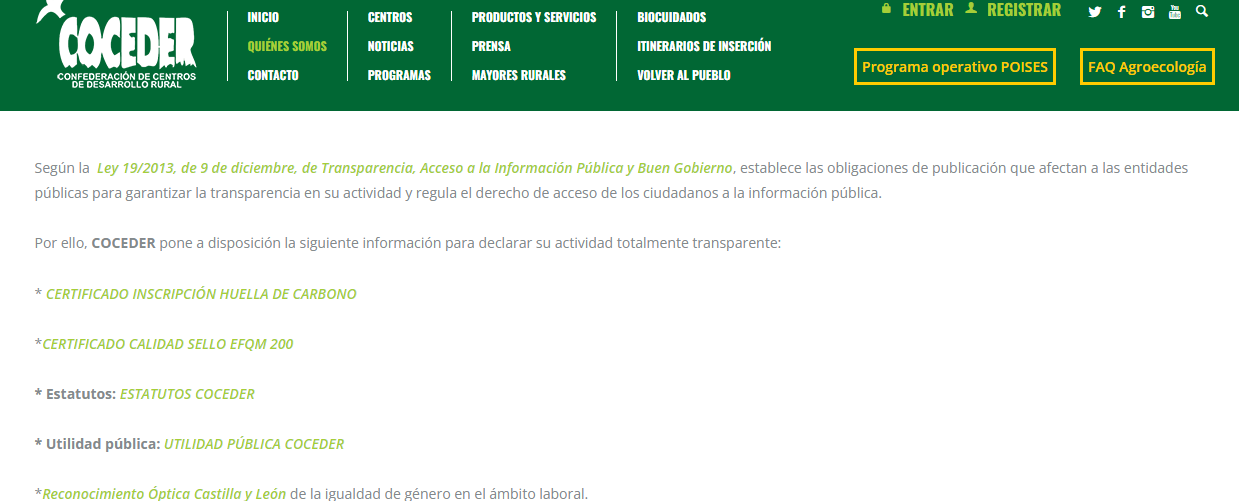 COCEDER
CONFEDERACIÓN DE CENTROS
DE DESARROLLO RURAL
INICIO
QUIÉNES SOMOS
CONTACTO
CENTROS
NOTICIAS
PROGRAMAS
PRODUCTOS Y SERVICIOS
PRENSA
MAYORES RURALES
BIOCUIDADOS
ITINERARIOS DE INSERCIÓN
VOLVER AL PUEBLO
ENTRAR
REGISTRAR
Programa operativo POISES
FAQ Agroecología
Según la Ley 19/2013, de 9 de diciembre, de Transparencia, Acceso a la Información Pública y Buen Gobierno, establece las obligaciones de publicación que afectan a las entidades
públicas para garantizar la transparencia en su actividad y regula el derecho de acceso de los ciudadanos a la información pública.
Por ello, COCEDER pone a disposición la siguiente información para declarar su actividad totalmente transparente:
* CERTIFICADO INSCRIPCIÓN HUELLA DE CARBONO
*CERTIFICADO CALIDAD SELLO EFQM 200
* Estatutos: ESTATUTOS COCEDER
* Utilidad pública: UTILIDAD PÚBLICA COCEDER
*Reconocimiento Óptica Castilla y León de la igualdad de género en el ámbito laboral.